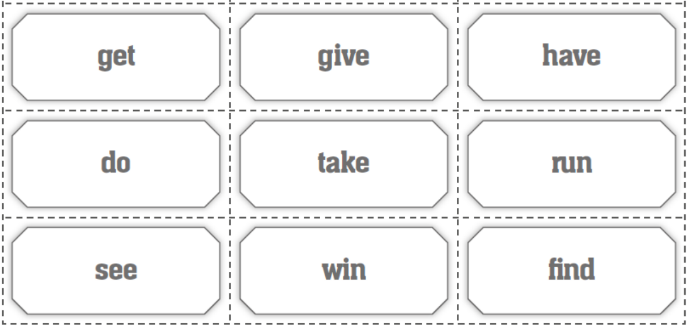 get give have
do take run
see win find